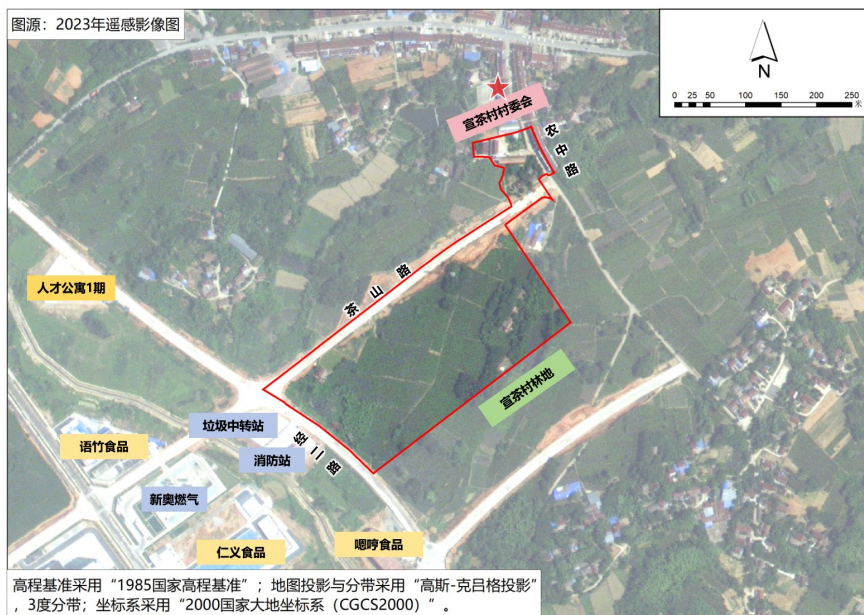 图源：2023年遥感影像图
N
0 25 50 100 150 200 250
米
宣茶村村委会
农中路
茶山路
人才公寓1期
宣茶村林地
垃圾中转站
经二路
语竹食品
消防站
新奥燃气
仁义食品
嗯哼食品
高程基准采用“1985国家高程基准”；地图投影与分带采用“高斯-克吕格投影”
，3度分带；坐标系采用“2000国家大地坐标系（CGCS2000）”。